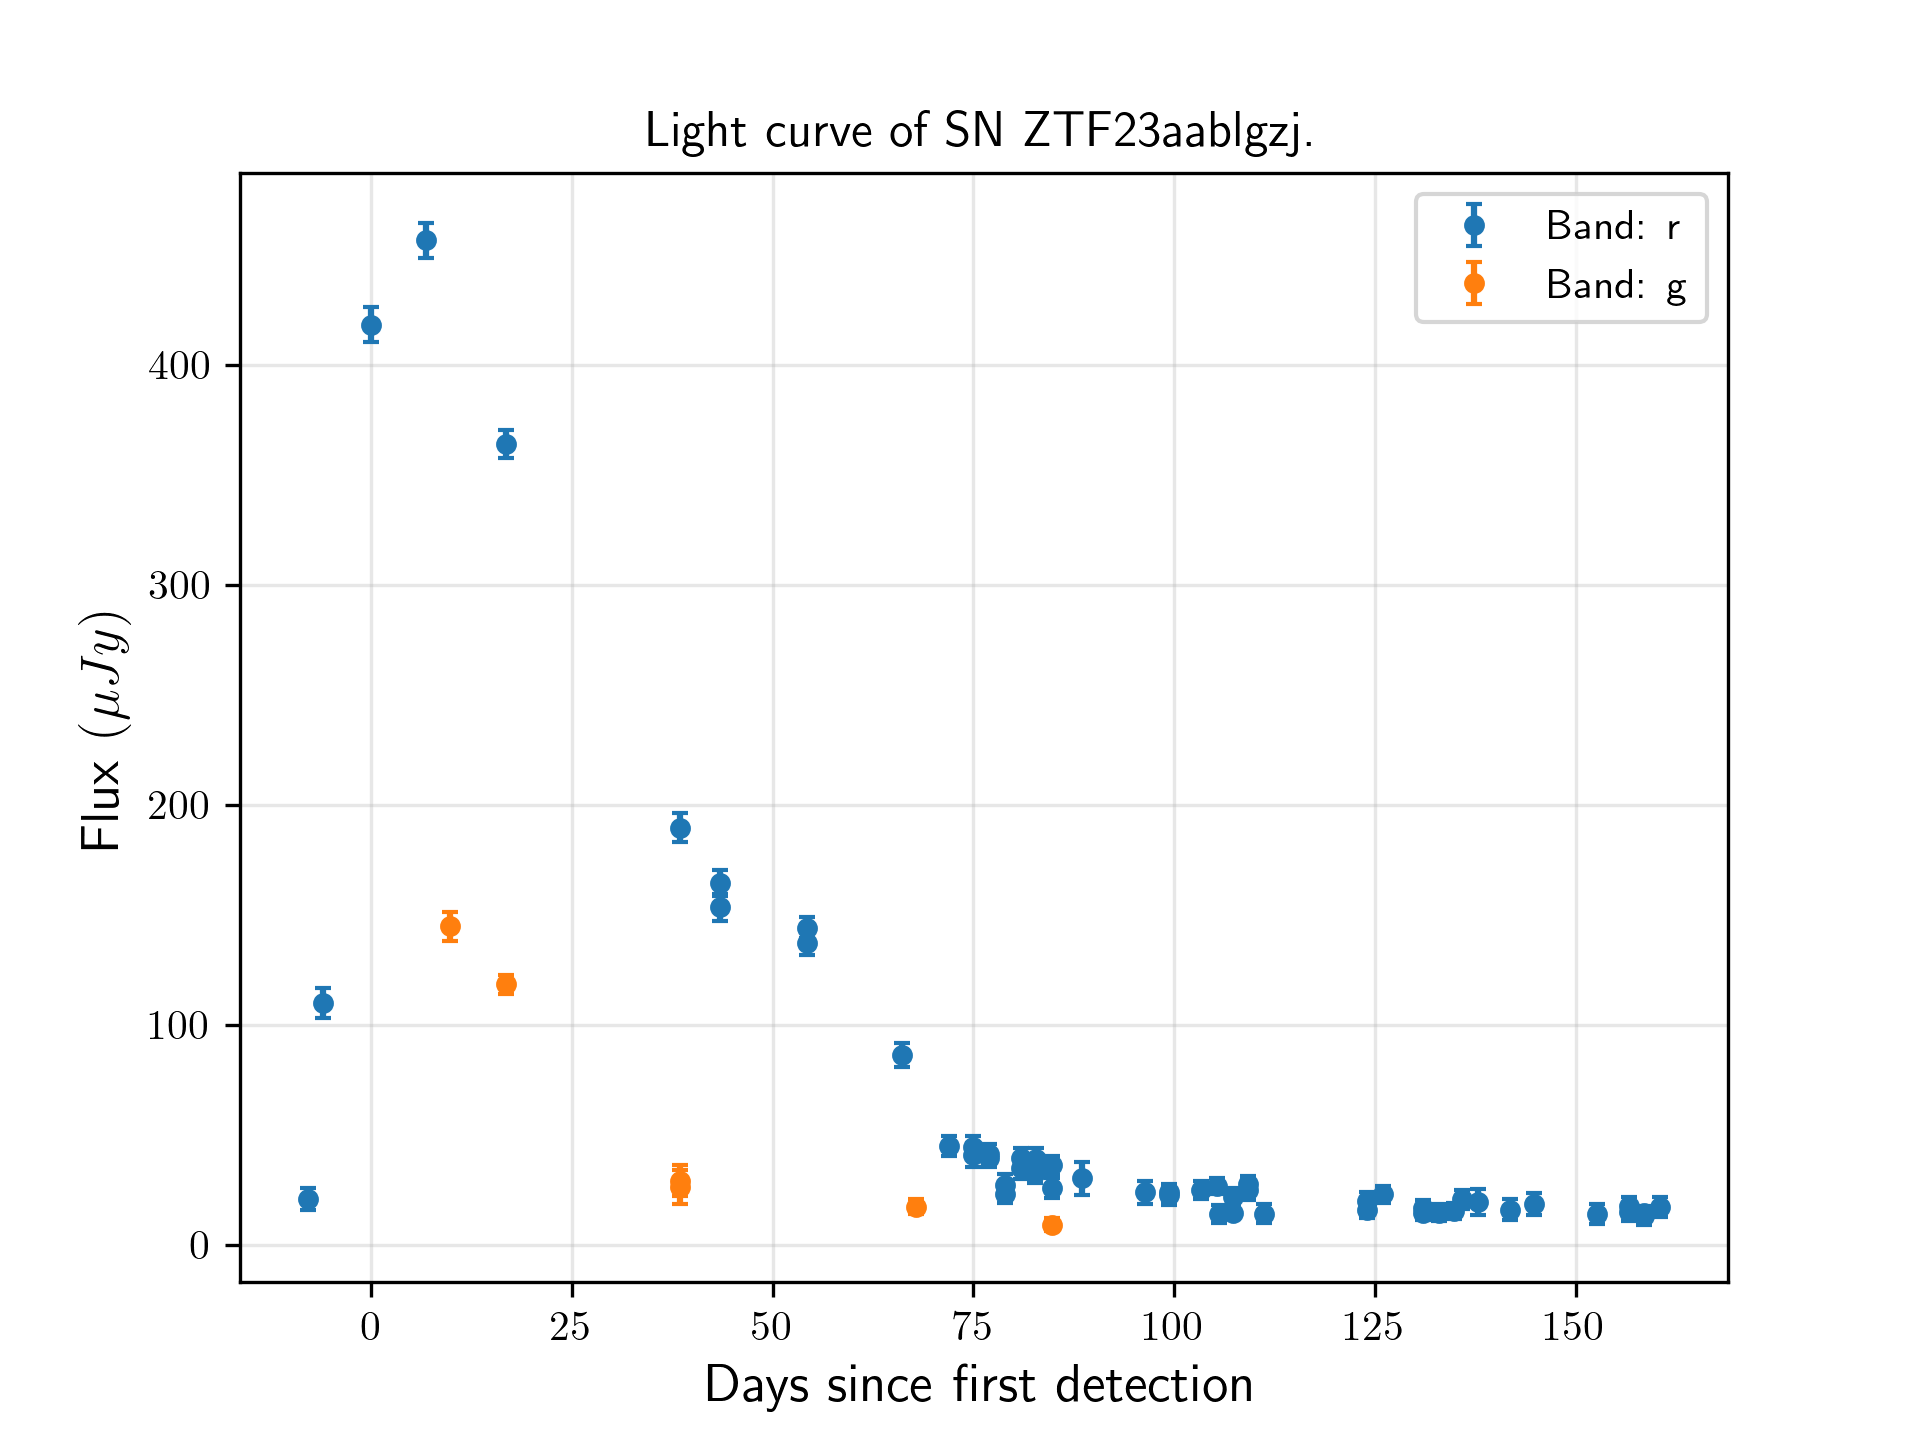 Light curve of SN ZTF23aablgzj.
Band: r
Band: g
400
300
200
100
0
Flux (μJy)
0 25 50 75 100 125 150
Days since first detection